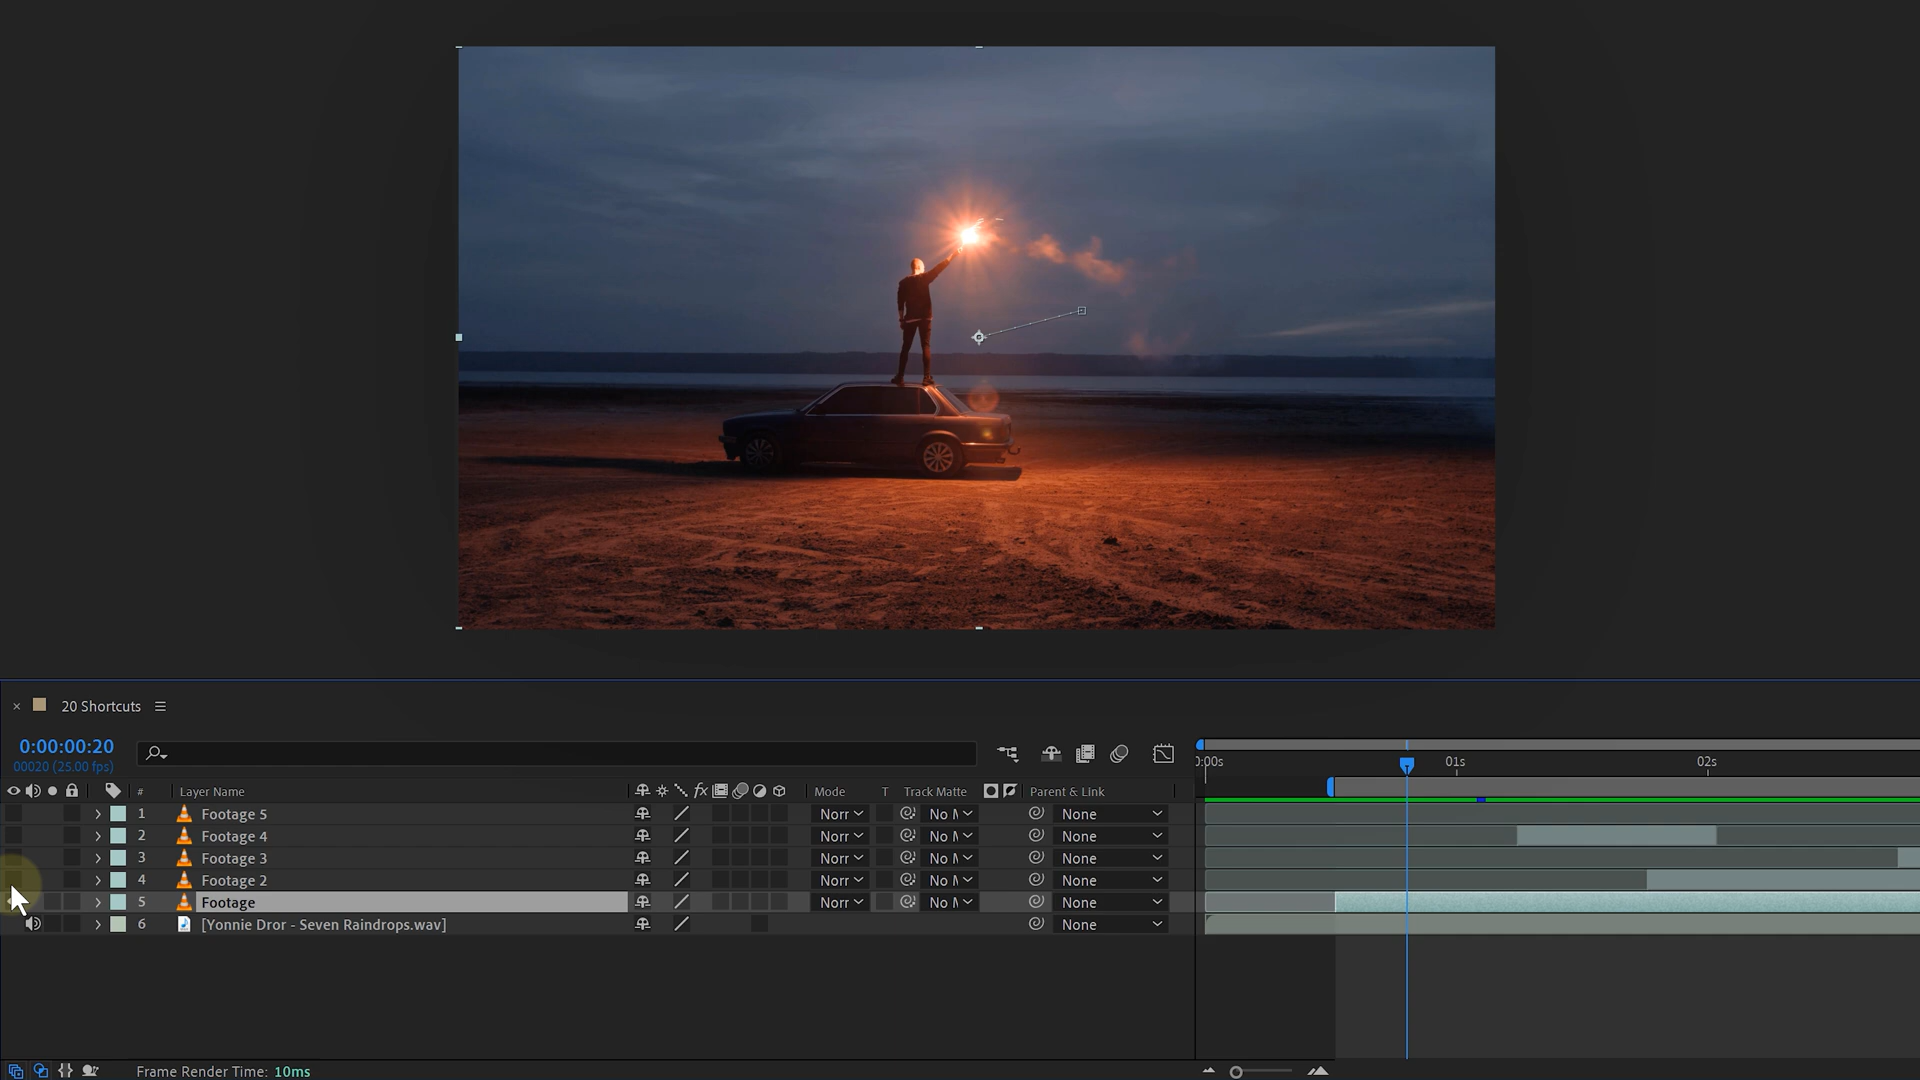 20 Shortcuts
0:00:00:20
00020 (25.00 fps)
0:00s 01s 02s
# Layer Name fx Mode T Track Matte Parent & Link
1 Footage 5 Norr No M None
2 Footage 4 Norr No M None
3 Footage 3 Norr No M None
4 Footage 2 Norr No M None
5 Footage Norr No M None
6 [Yonnie Dror - Seven Raindrops.wav] None
Frame Render Time: 10ms